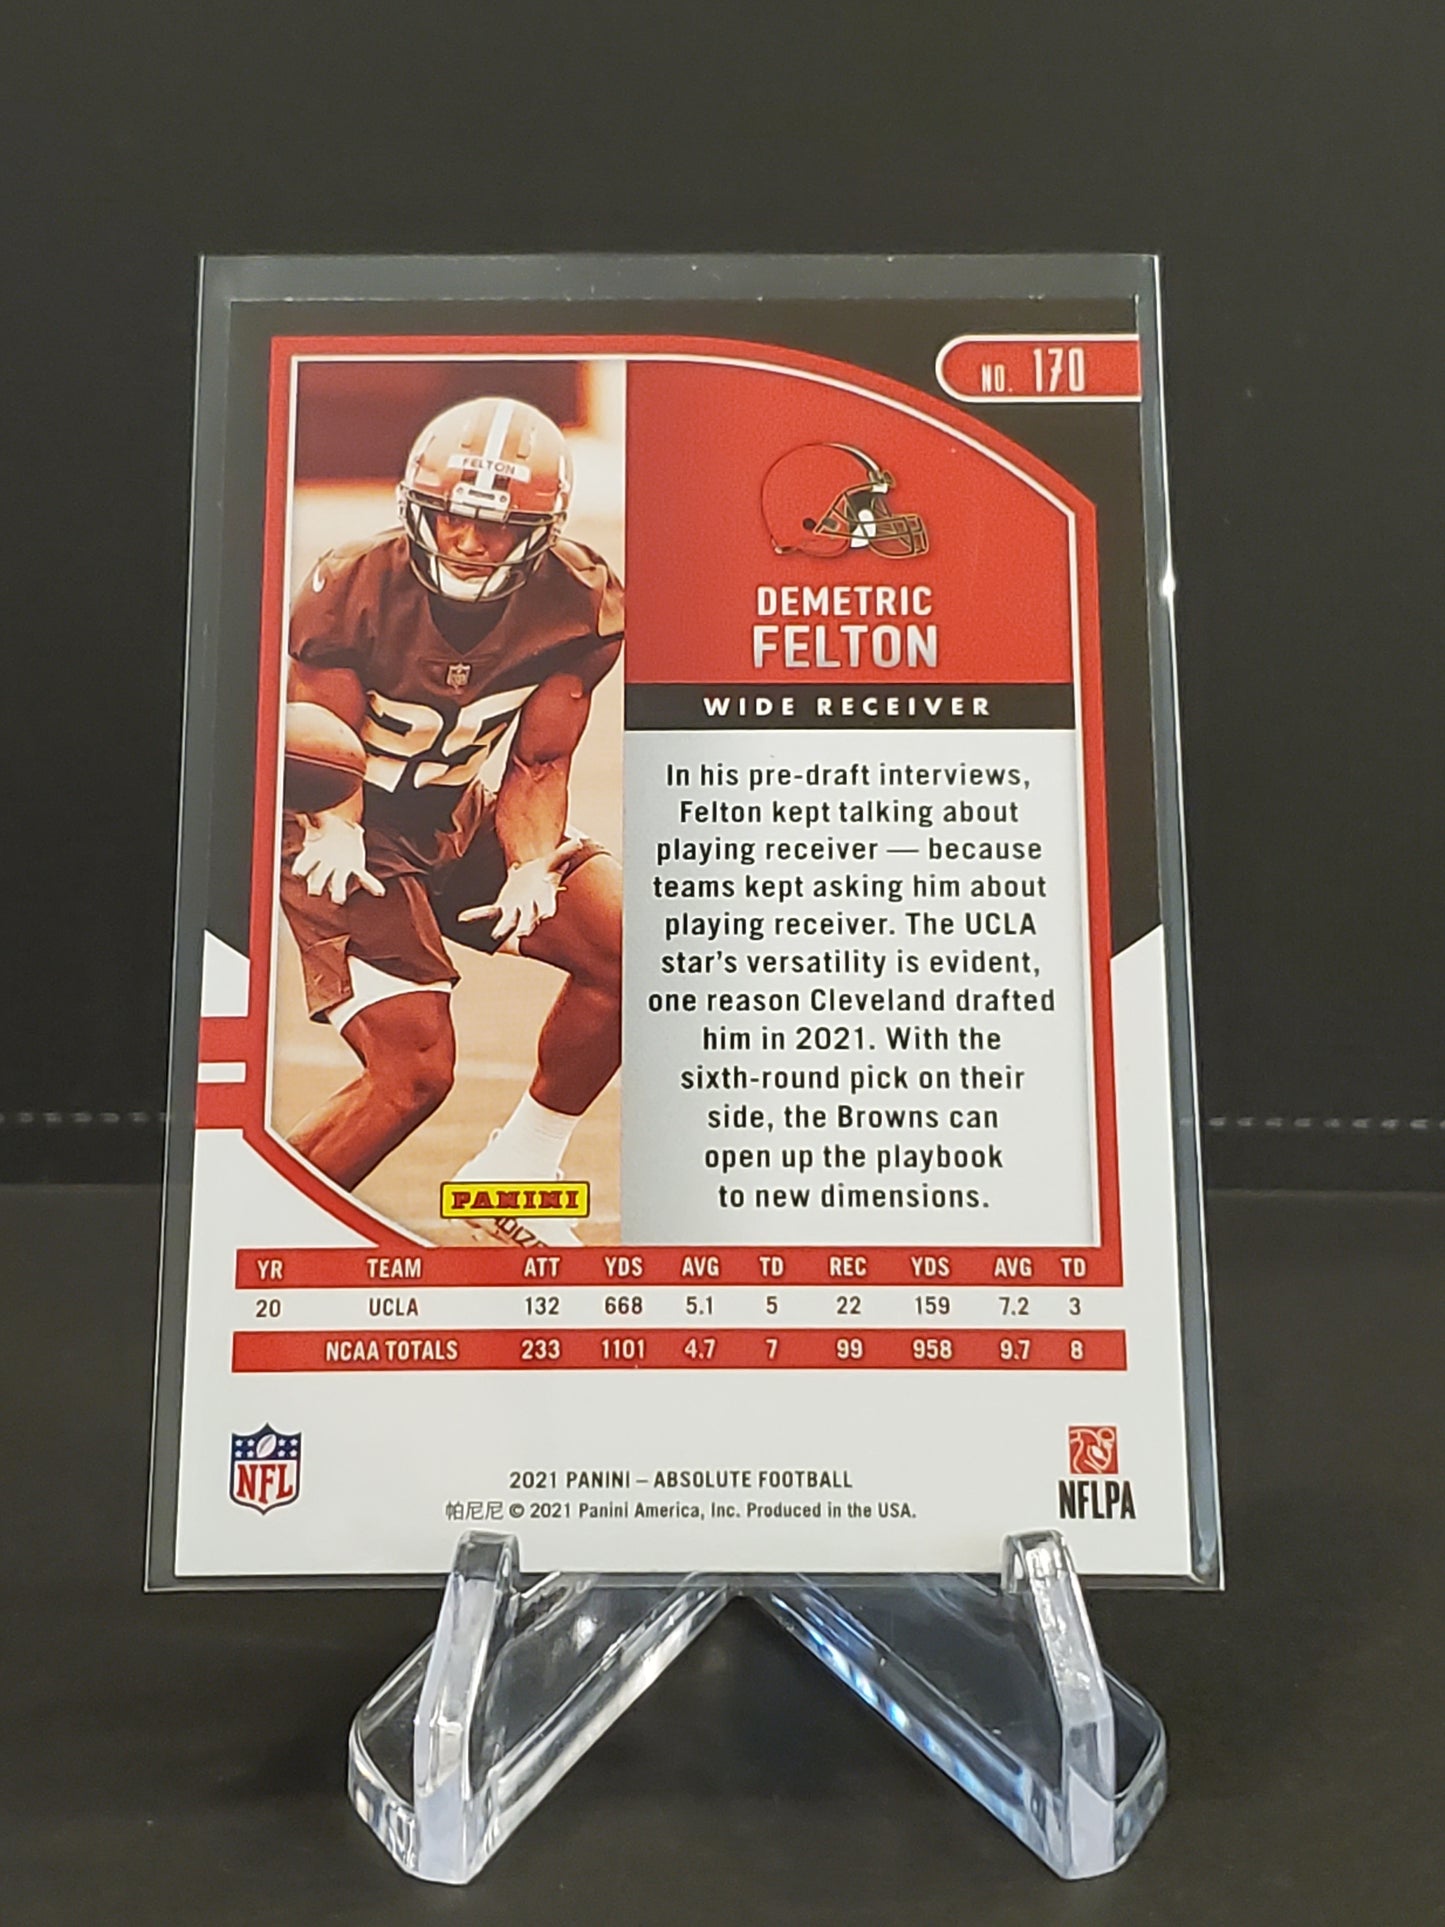 NO. 170
FELTON
25
DEMETRIC
FELTON
WIDE RECEIVER
In his pre-draft interviews,
Felton kept talking about
playing receiver — because
teams kept asking him about
playing receiver. The UCLA
star's versatility is evident,
one reason Cleveland drafted
him in 2021. With the
sixth-round pick on their
side, the Browns can
open up the playbook
to new dimensions.
PANINI
YR TEAM ATT YDS AVG TD REC YDS AVG TD
20 UCLA 132 668 5.1 5 22 159 7.2 3
NCAA TOTALS 233 1101 4.7 7 99 958 9.7 8
NFL
2021 PANINI – ABSOLUTE FOOTBALL
帕尼尼 © 2021 Panini America, Inc. Produced in the USA.
NFLPA